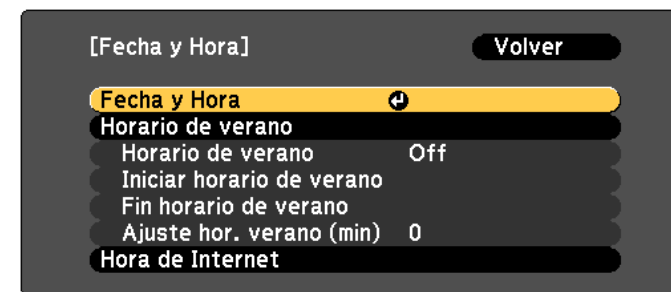 [Fecha y Hora] Volver
Fecha y Hora
Horario de verano
Horario de verano Off
Iniciar horario de verano
Fin horario de verano
Ajuste hor. verano (min) 0
Hora de Internet